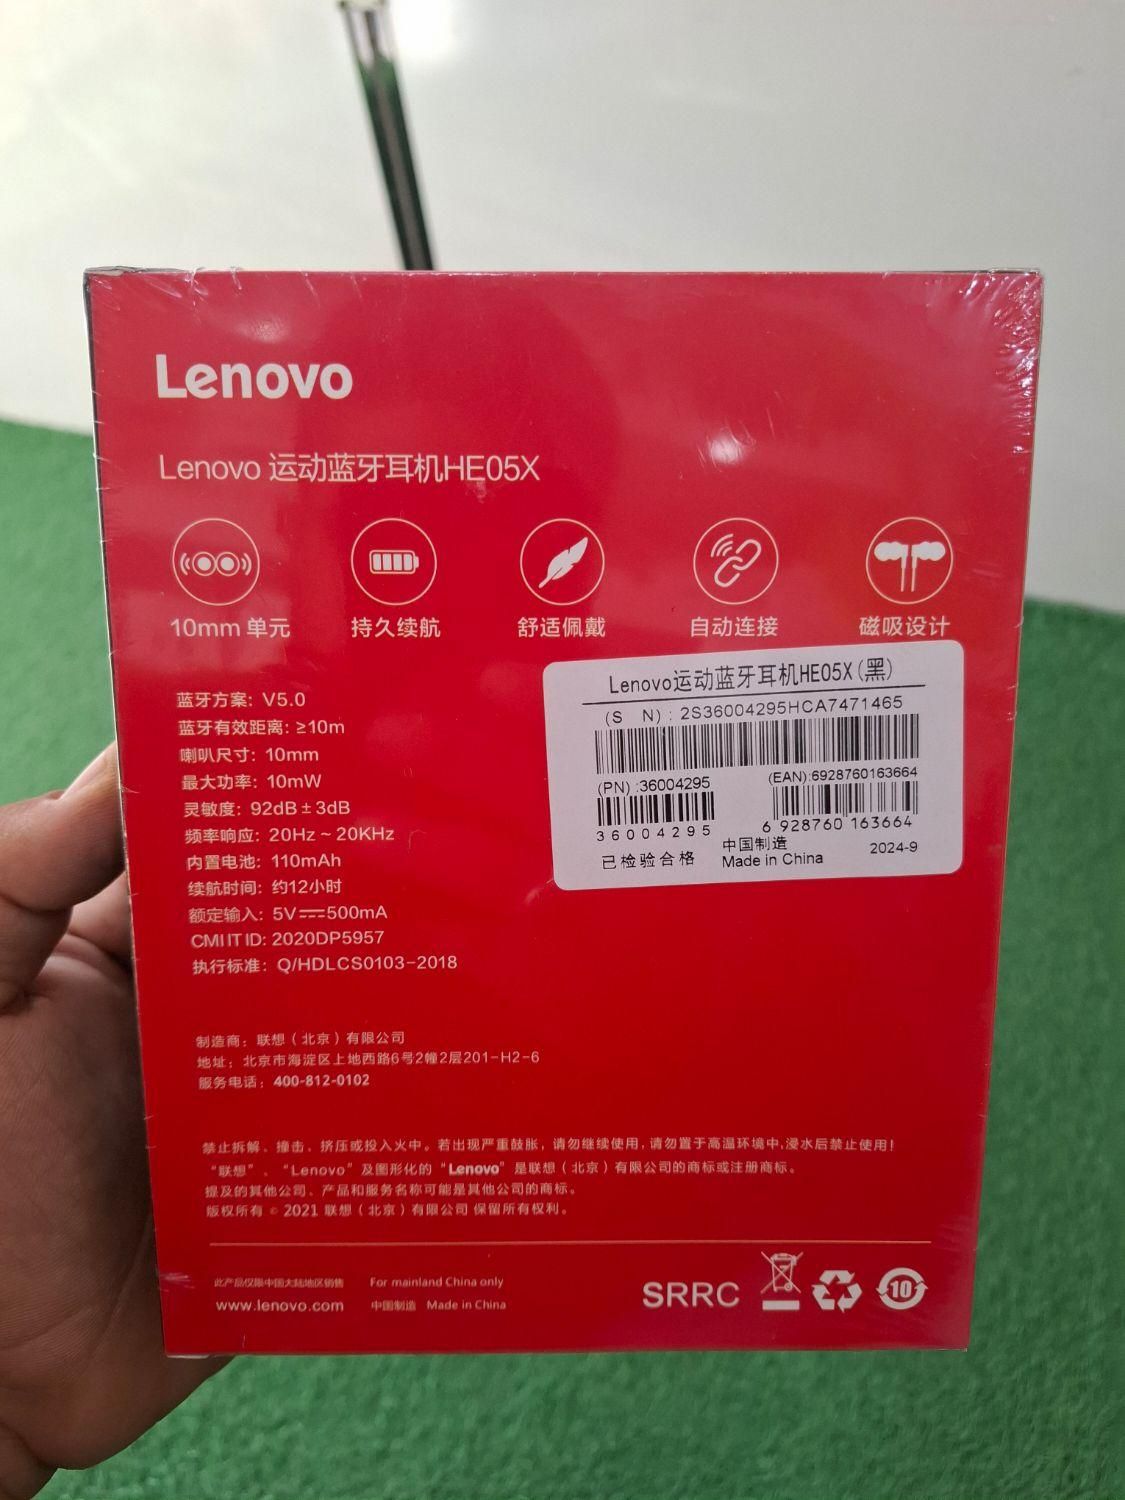 Lenovo
Lenovo 运动蓝牙耳机HE05X
10mm 单元
持久续航
舒适佩戴
自动连接
磁吸设计
蓝牙方案: V5.0
蓝牙有效距离: ≥10m
喇叭尺寸: 10mm
最大功率: 10mW
灵敏度: 92dB±3dB
频率响应: 20Hz ~ 20KHz
内置电池: 110mAh
续航时间: 约12小时
额定输入: 5V⎓500mA
CMIIT ID: 2020DP5957
执行标准: Q/HDLCS0103-2018
Lenovo运动蓝牙耳机HE05X(黑)
(S N) : 2S36004295HCA7471465
(PN) :36004295
36004295
(EAN):6928760163664
6 928760 163664
已检验合格
中国制造
Made in China
2024-9
制造商: 联想（北京）有限公司
地址: 北京市海淀区上地西路6号2幢2层201-H2-6
服务电话: 400-812-0102
禁止拆解、撞击、挤压或投入火中。若出现严重鼓胀，请勿继续使用，请勿置于高温环境中,浸水后禁止使用!
“联想”、“Lenovo”及图形化的“Lenovo”是联想（北京）有限公司的商标或注册商标。
提及的其他公司、产品和服务名称可能是其他公司的商标。
版权所有 © 2021 联想（北京）有限公司 保留所有权利。
此产品仅限中国大陆地区销售 For mainland China only
www.lenovo.com 中国制造 Made in China
SRRC
10